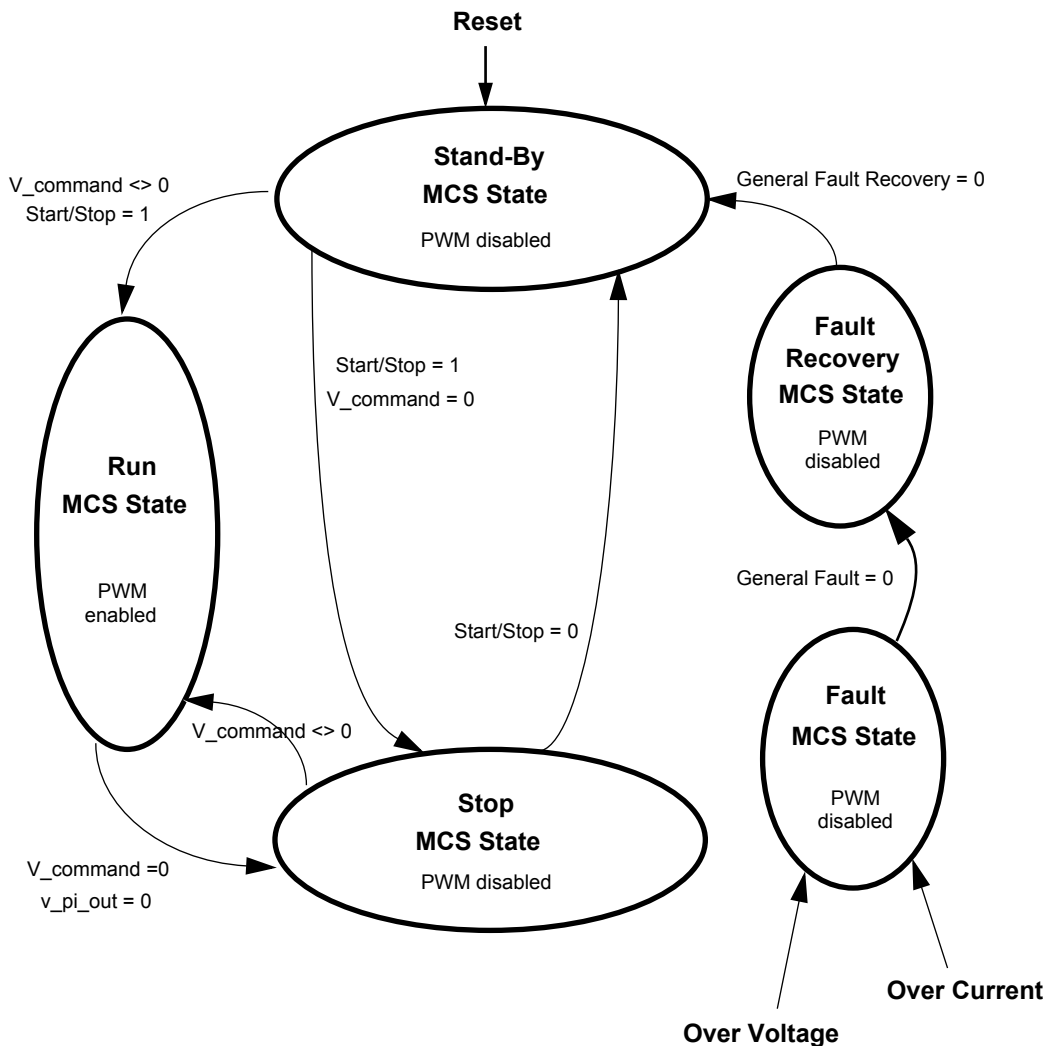 Reset
Stand-By
MCS State
PWM disabled
V_command <> 0
Start/Stop = 1
General Fault Recovery = 0
Fault
Recovery
MCS State
PWM
disabled
Start/Stop = 1
V_command = 0
Run
MCS State
PWM
enabled
General Fault = 0
Start/Stop = 0
V_command <> 0
Fault
MCS State
PWM
disabled
Stop
MCS State
PWM disabled
V_command =0
v_pi_out = 0
Over Current
Over Voltage